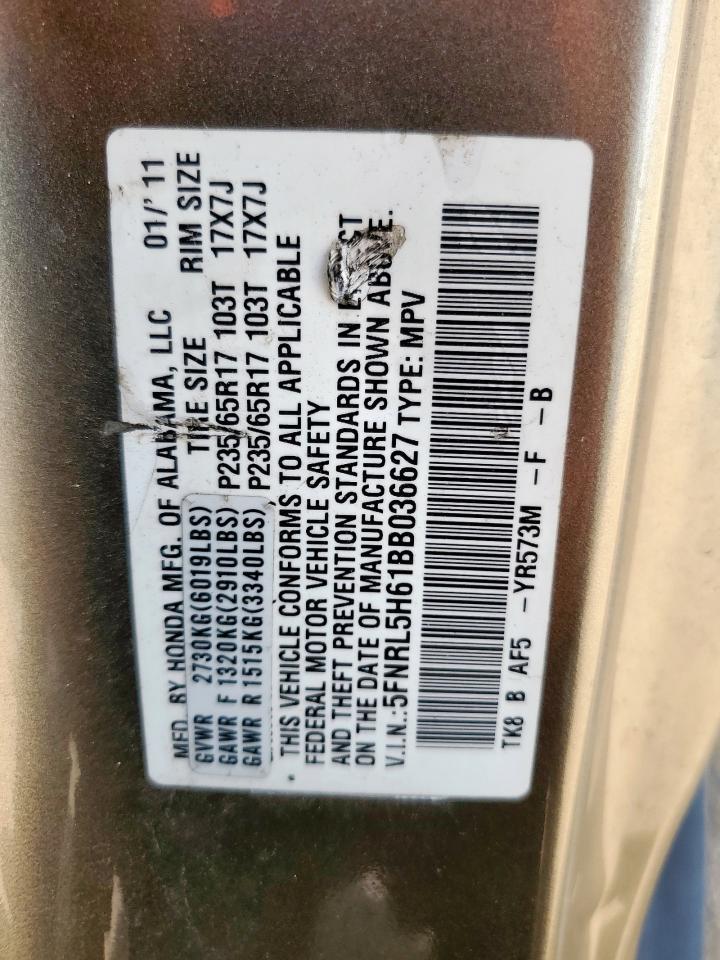 MFD. BY HONDA MFG. OF ALABAMA, LLC 01/'11
GVWR 2730KG(6019LBS) TIRE SIZE RIM SIZE
GAWR F 1320KG(2910LBS) P235/65R17 103T 17X7J
GAWR R 1515KG(3340LBS) P235/65R17 103T 17X7J
THIS VEHICLE CONFORMS TO ALL APPLICABLE
FEDERAL MOTOR VEHICLE SAFETY
AND THEFT PREVENTION STANDARDS IN EFFECT
ON THE DATE OF MANUFACTURE SHOWN ABOVE.
V.I.N.:5FNRL5H61BB036627 TYPE: MPV
TK8 B AF5 -YR573M -F -B